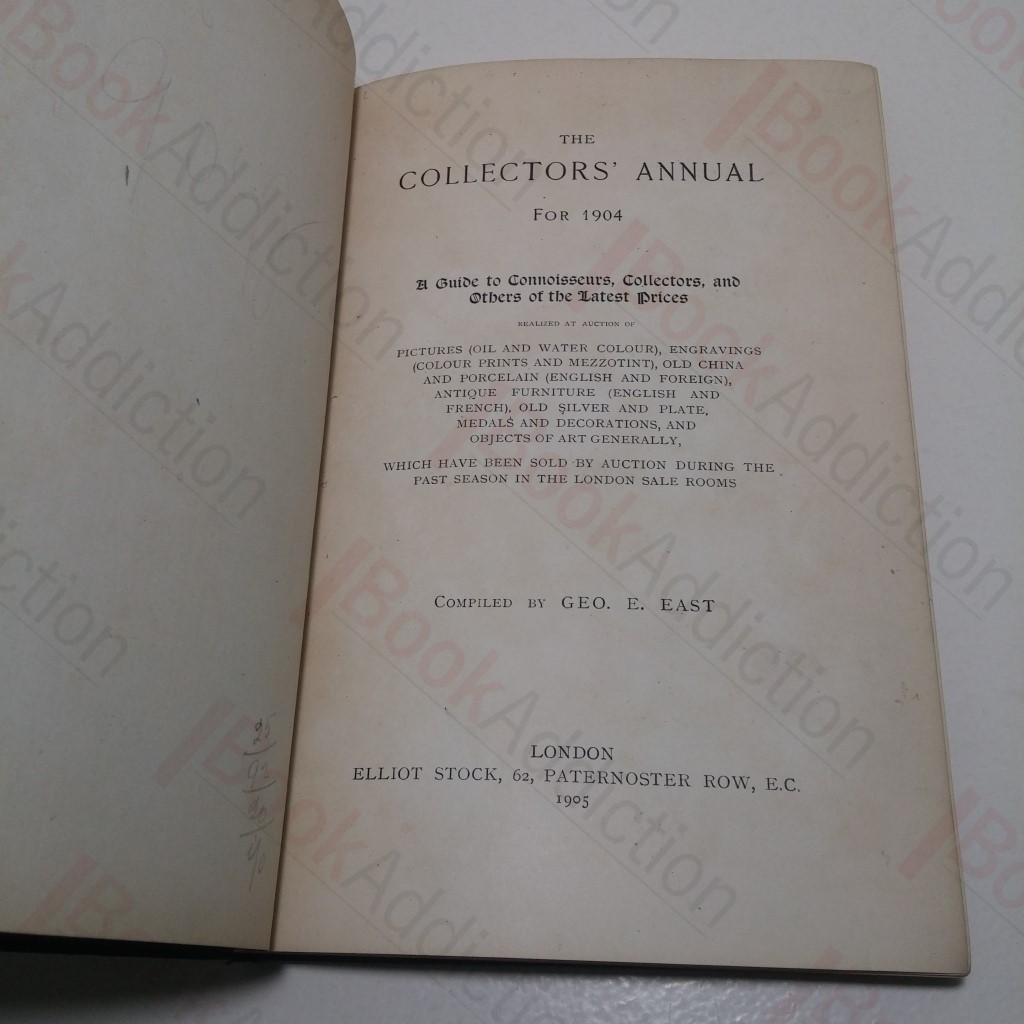 THE
COLLECTORS' ANNUAL
FOR 1904
A Guide to Connoisseurs, Collectors, and
Others of the Latest Prices
REALIZED AT AUCTION OF
PICTURES (OIL AND WATER COLOUR), ENGRAVINGS
(COLOUR PRINTS AND MEZZOTINT), OLD CHINA
AND PORCELAIN (ENGLISH AND FOREIGN),
ANTIQUE FURNITURE (ENGLISH AND
FRENCH), OLD SILVER AND PLATE,
MEDALS AND DECORATIONS, AND
OBJECTS OF ART GENERALLY,
WHICH HAVE BEEN SOLD BY AUCTION DURING THE
PAST SEASON IN THE LONDON SALE ROOMS
COMPILED BY GEO. E. EAST
LONDON
ELLIOT STOCK, 62, PATERNOSTER ROW, E.C.
1905
BookAddiction